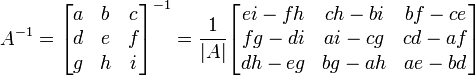 A^{-1} = \begin{bmatrix} a & b & c \\ d & e & f \\ g & h & i \end{bmatrix}^{-1} = \frac{1}{|A|} \begin{bmatrix} ei - fh & ch - bi & bf - ce \\ fg - di & ai - cg & cd - af \\ dh - eg & bg - ah & ae - bd \end{bmatrix}